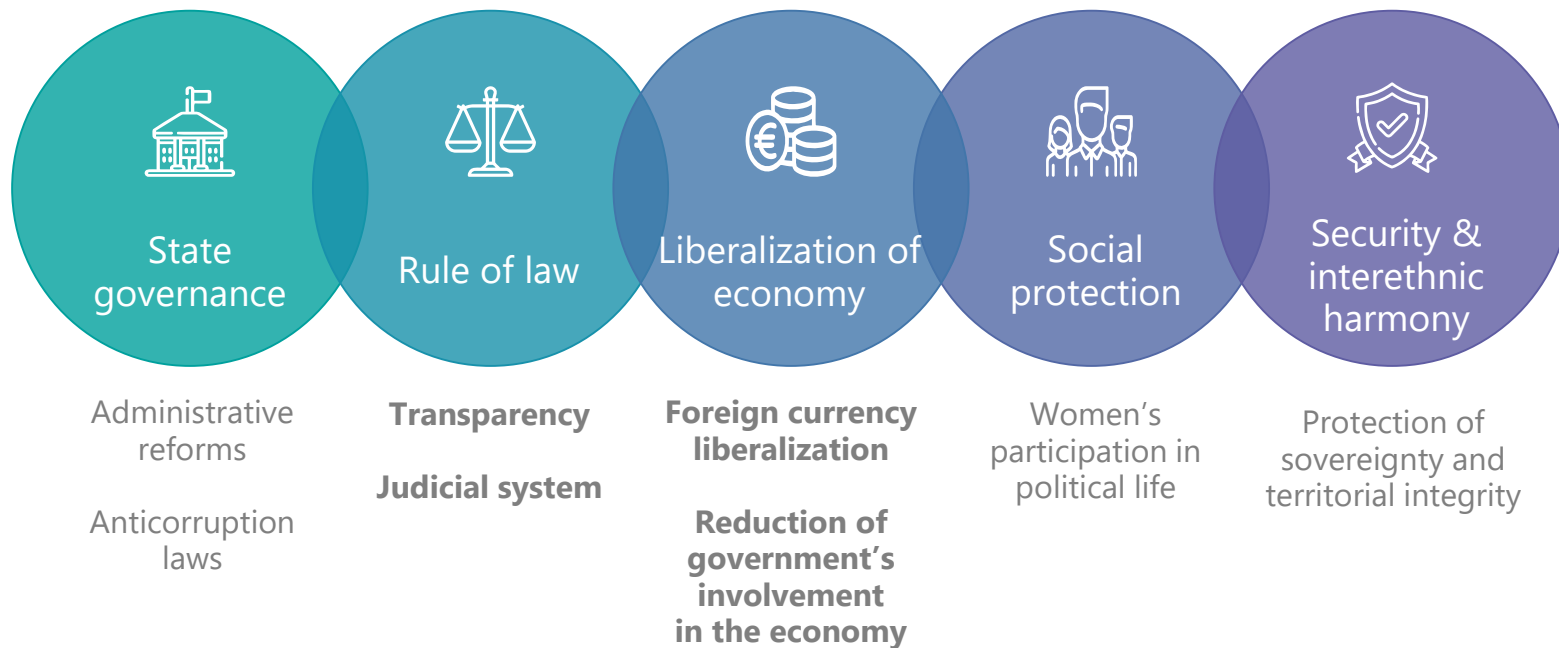 State
governance
Rule of law
Liberalization of
economy
Social
protection
Security &
interethnic
harmony
Administrative
reforms
Anticorruption
laws
Transparency
Judicial system
Foreign currency
liberalization
Reduction of
government’s
involvement
in the economy
Women’s
participation in
political life
Protection of
sovereignty and
territorial integrity